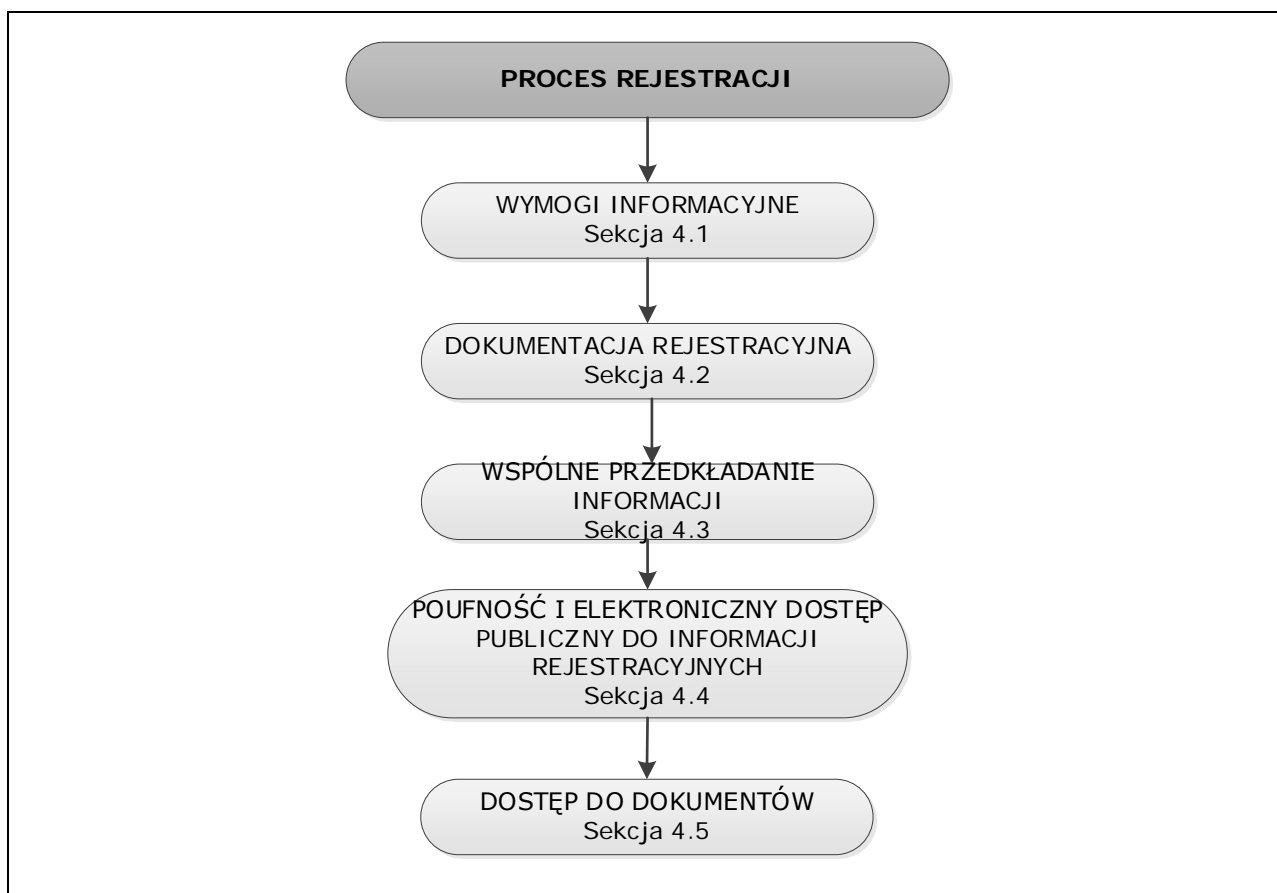 PROCES REJESTRACJI
WYMOGI INFORMACYJNE
Sekcja 4.1
DOKUMENTACJA REJESTRACYJNA
Sekcja 4.2
WSPÓLNE PRZEDKŁADANIE
INFORMACJI
Sekcja 4.3
POUFNOŚĆ I ELEKTRONICZNY DOSTĘP
PUBLICZNY DO INFORMACJI
REJESTRACYJNYCH
Sekcja 4.4
DOSTĘP DO DOKUMENTÓW
Sekcja 4.5